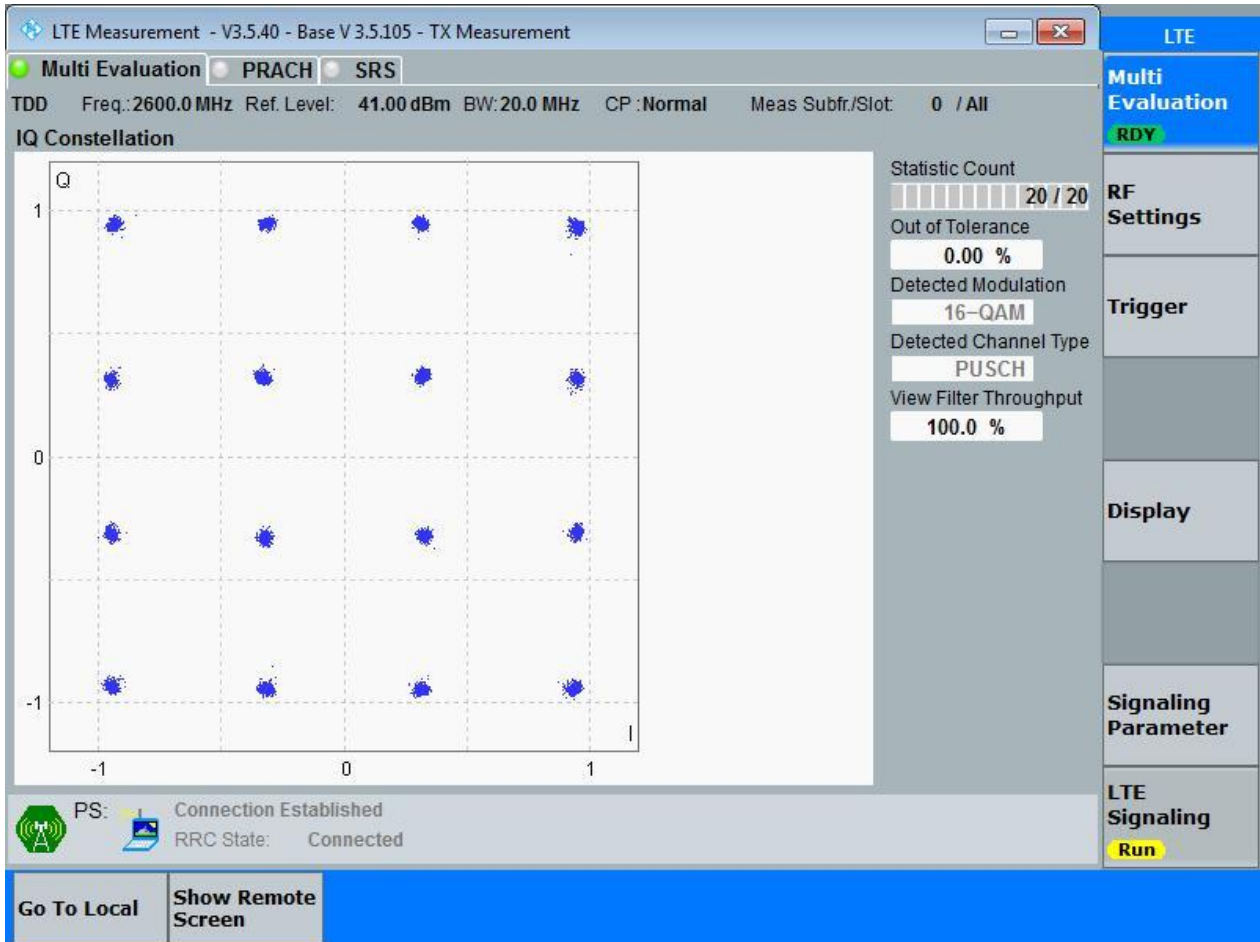 LTE Measurement - V3.5.40 - Base V 3.5.105 - TX Measurement
LTE
Multi Evaluation PRACH SRS
Multi
Evaluation
RDY
TDD Freq.: 2600.0 MHz Ref. Level: 41.00 dBm BW: 20.0 MHz CP : Normal Meas Subfr./Slot: 0 / All
IQ Constellation
Q
1
0
-1
I
-1 0 1
Statistic Count
20 / 20
Out of Tolerance
0.00 %
Detected Modulation
16-QAM
Detected Channel Type
PUSCH
View Filter Throughput
100.0 %
RF
Settings
Trigger
Display
Signaling
Parameter
LTE
Signaling
Run
PS: Connection Established
RRC State: Connected
Go To Local
Show Remote
Screen